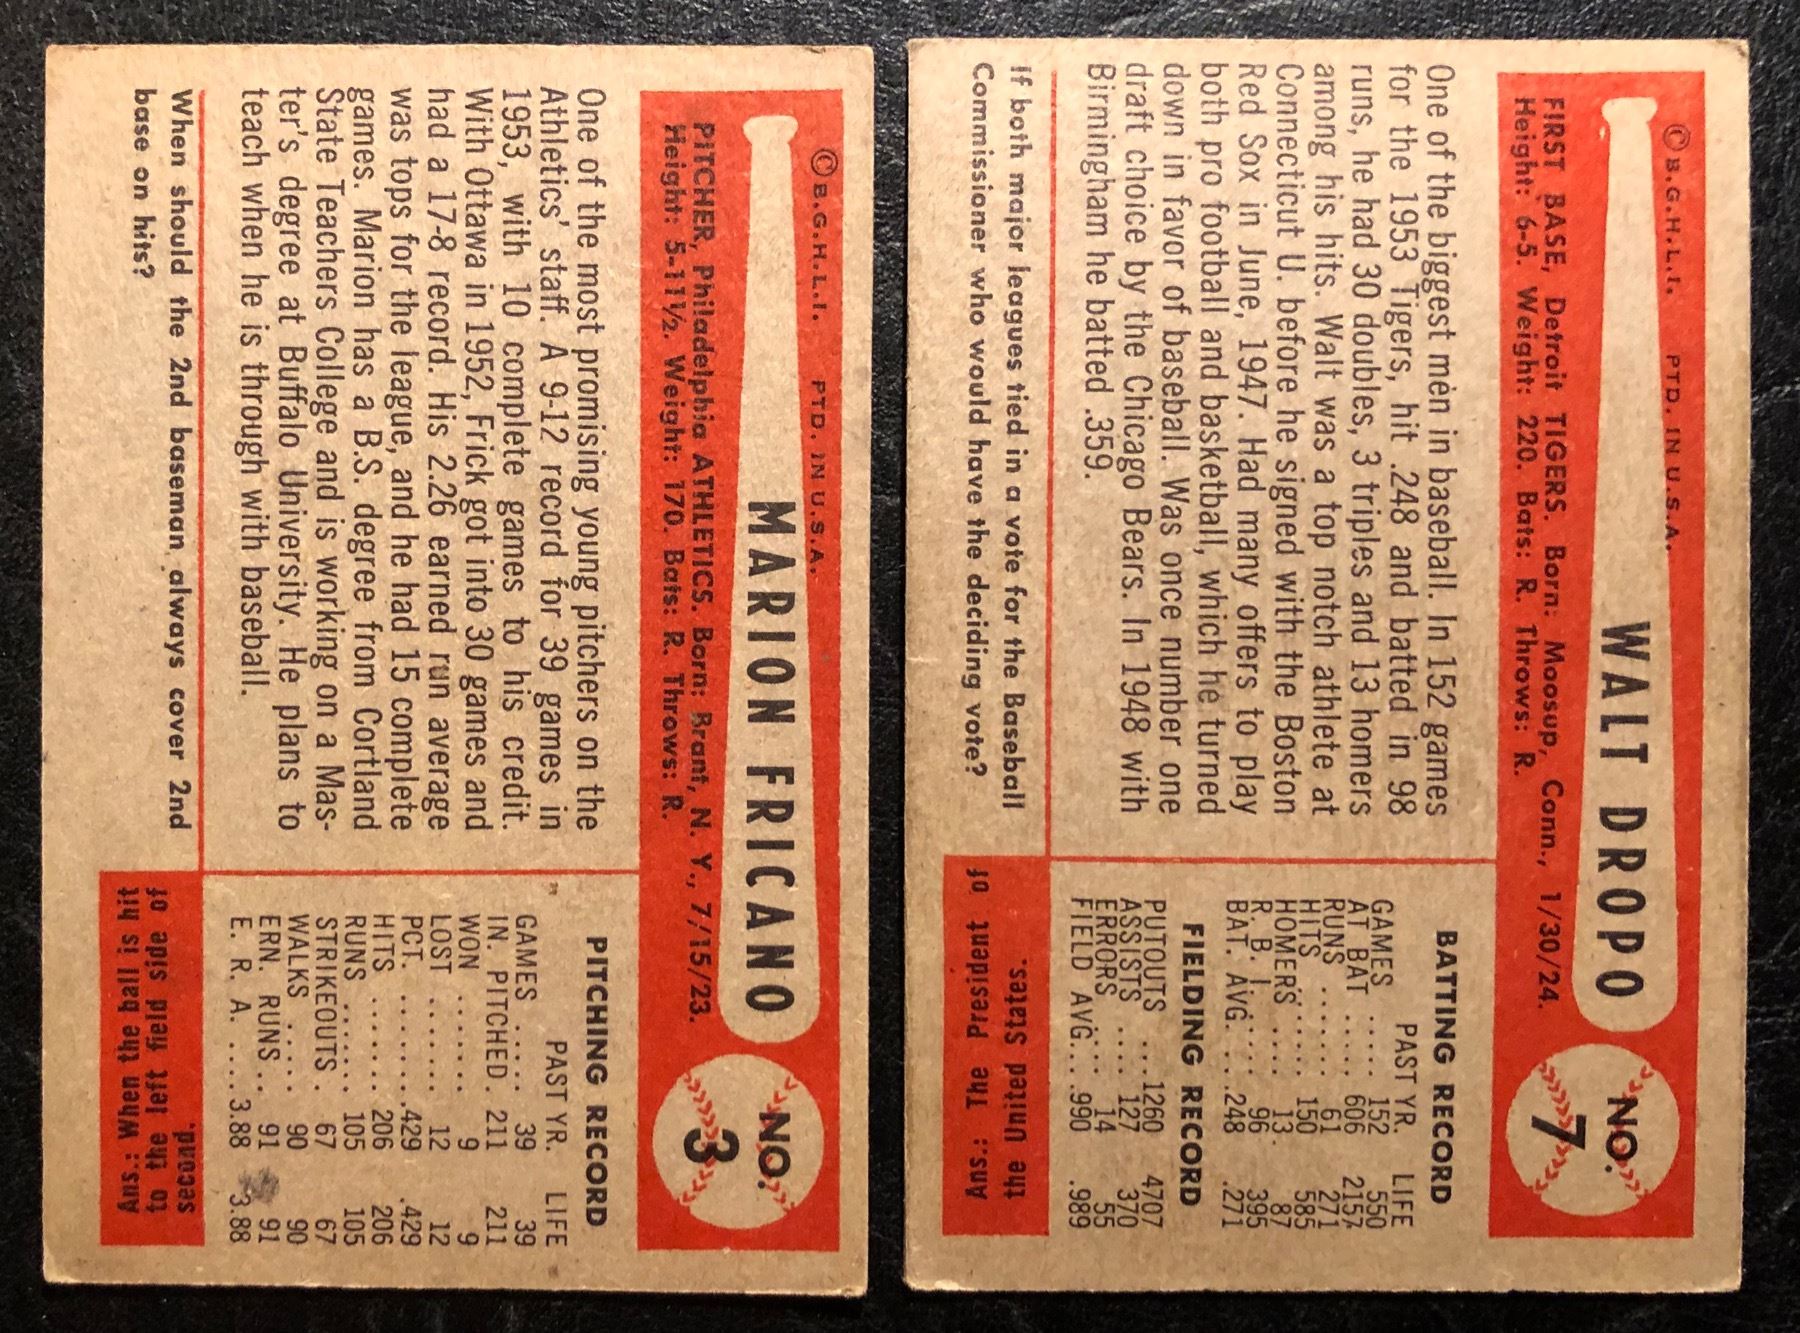 © B.G.H.L.I. PTD. IN U.S.A.
MARION FRICANO
NO.
3
PITCHER, Philadelphia ATHLETICS. Born: Brant, N. Y., 7/15/23.
Height: 5-11½. Weight: 170. Bats: R. Throws: R.
One of the most promising young pitchers on the
Athletics' staff. A 9-12 record for 39 games in
1953, with 10 complete games to his credit.
With Ottawa in 1952, Frick got into 30 games and
had a 17-8 record. His 2.26 earned run average
was tops for the league, and he had 15 complete
games. Marion has a B.S. degree from Cortland
State Teachers College and is working on a Mas-
ter's degree at Buffalo University. He plans to
teach when he is through with baseball.
PITCHING RECORD
PAST YR. LIFE
GAMES .... 39 39
IN. PITCHED . 211 211
WON ....... 9 9
LOST ....... 12 12
PCT. ....... .429 .429
HITS ....... 206 206
RUNS ...... 105 105
STRIKEOUTS . 67 67
WALKS ..... 90 90
ERN. RUNS .. 91 91
E. R. A. .... 3.88 3.88
When should the 2nd baseman always cover 2nd
base on hits?
Ans.: When the ball is hit
to the left field side of
second.
© B.G.H.L.I. PTD. IN U.S.A.
WALT DROPO
NO.
7
FIRST BASE, Detroit TIGERS. Born: Moosup, Conn., 1/30/24.
Height: 6-5. Weight: 220. Bats: R. Throws: R.
One of the biggest men in baseball. In 152 games
for the 1953 Tigers, hit .248 and batted in 98
runs, he had 30 doubles, 3 triples and 13 homers
among his hits. Walt was a top notch athlete at
Connecticut U. before he signed with the Boston
Red Sox in June, 1947. Had many offers to play
both pro football and basketball, which he turned
down in favor of baseball. Was once number one
draft choice by the Chicago Bears. In 1948 with
Birmingham he batted .359.
BATTING RECORD
PAST YR. LIFE
GAMES ..... 152 550
AT BAT ..... 606 2157
RUNS ....... 61 271
HITS ....... 150 585
HOMERS ..... 13 87
R. B. I. ..... 96 395
BAT. AVG. ... .248 .271
FIELDING RECORD
PUTOUTS ... 1260 4707
ASSISTS .... 127 370
ERRORS .... 14 55
FIELD AVG. ... .990 .989
If both major leagues tied in a vote for the Baseball
Commissioner who would have the deciding vote?
Ans.: The President of
the United States.